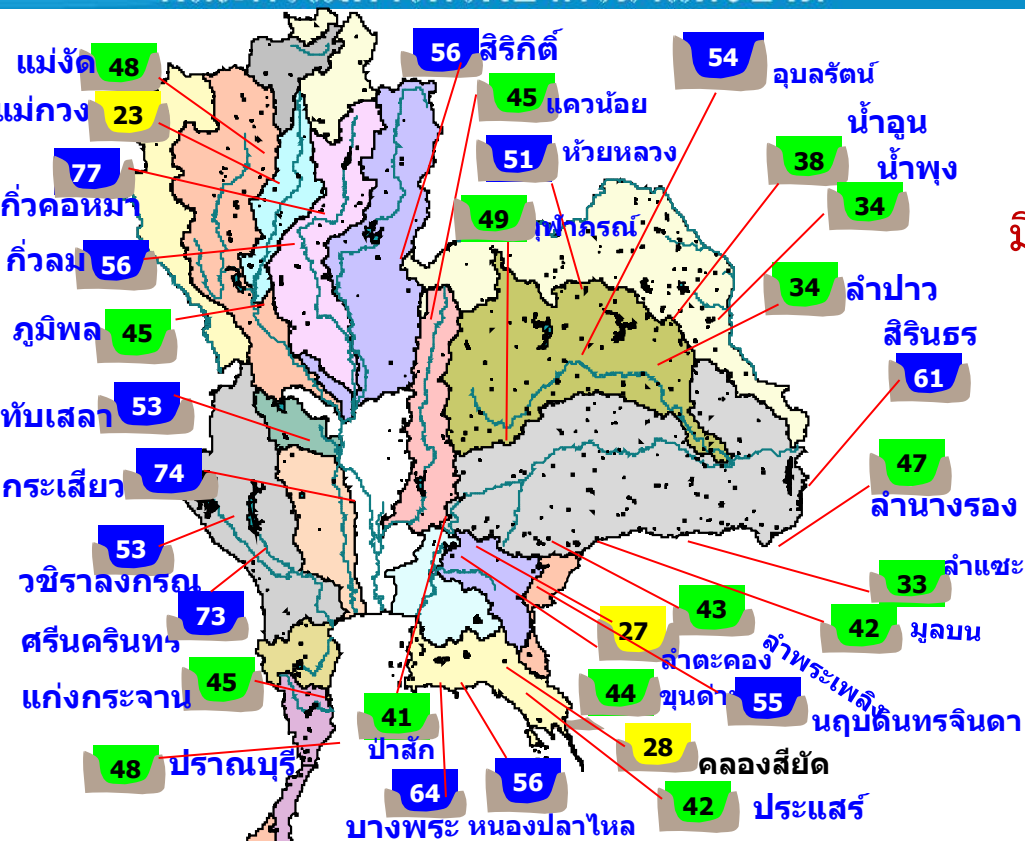 แม่งัด 48
แม่กวง 23
77
กิ่วคอหมา
กิ่วลม 56
ภูมิพล 45
ทับเสลา 53
กระเสียว 74
53
วชิราลงกรณ
73
ศรีนครินทร
แก่งกระจาน 45
48 ปราณบุรี
56 สิริกิติ์
45 แควน้อย
51 ห้วยหลวง
49
54 อุบลรัตน์
น้ำอูน
38 น้ำพุง
34
34 ลำปาว
สิรินธร
61
47
ลำนางรอง
33 ลำแชะ
42 มูลบน
43
ลำพระเพลิง
27
ลำตะคอง
44
55
นฤบดินทรจินดา
28
คลองสียัด
42 ประแสร์
41
ป่าสัก
64
บางพระ
56
หนองปลาไหล